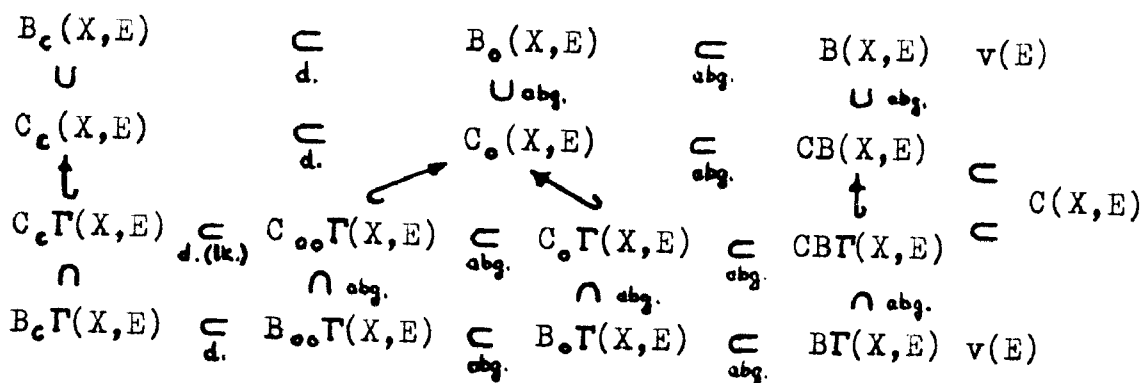 B_c(X,E) ⊂ B_o(X,E) ⊂ B(X,E) v(E)
d. abg.
∪ ∪ abg. ∪ abg.
C_c(X,E) ⊂ C_o(X,E) ⊂ CB(X,E) ⊂
d. abg.
C(X,E)
C_cΓ(X,E) ⊂ C_ooΓ(X,E) ⊂ C_oΓ(X,E) ⊂ CBΓ(X,E) ⊂
d.(lk.) abg. abg.
∩ ∩ abg. ∩ abg. ∩ abg.
B_cΓ(X,E) ⊂ B_ooΓ(X,E) ⊂ B_oΓ(X,E) ⊂ BΓ(X,E) v(E)
d. abg. abg.